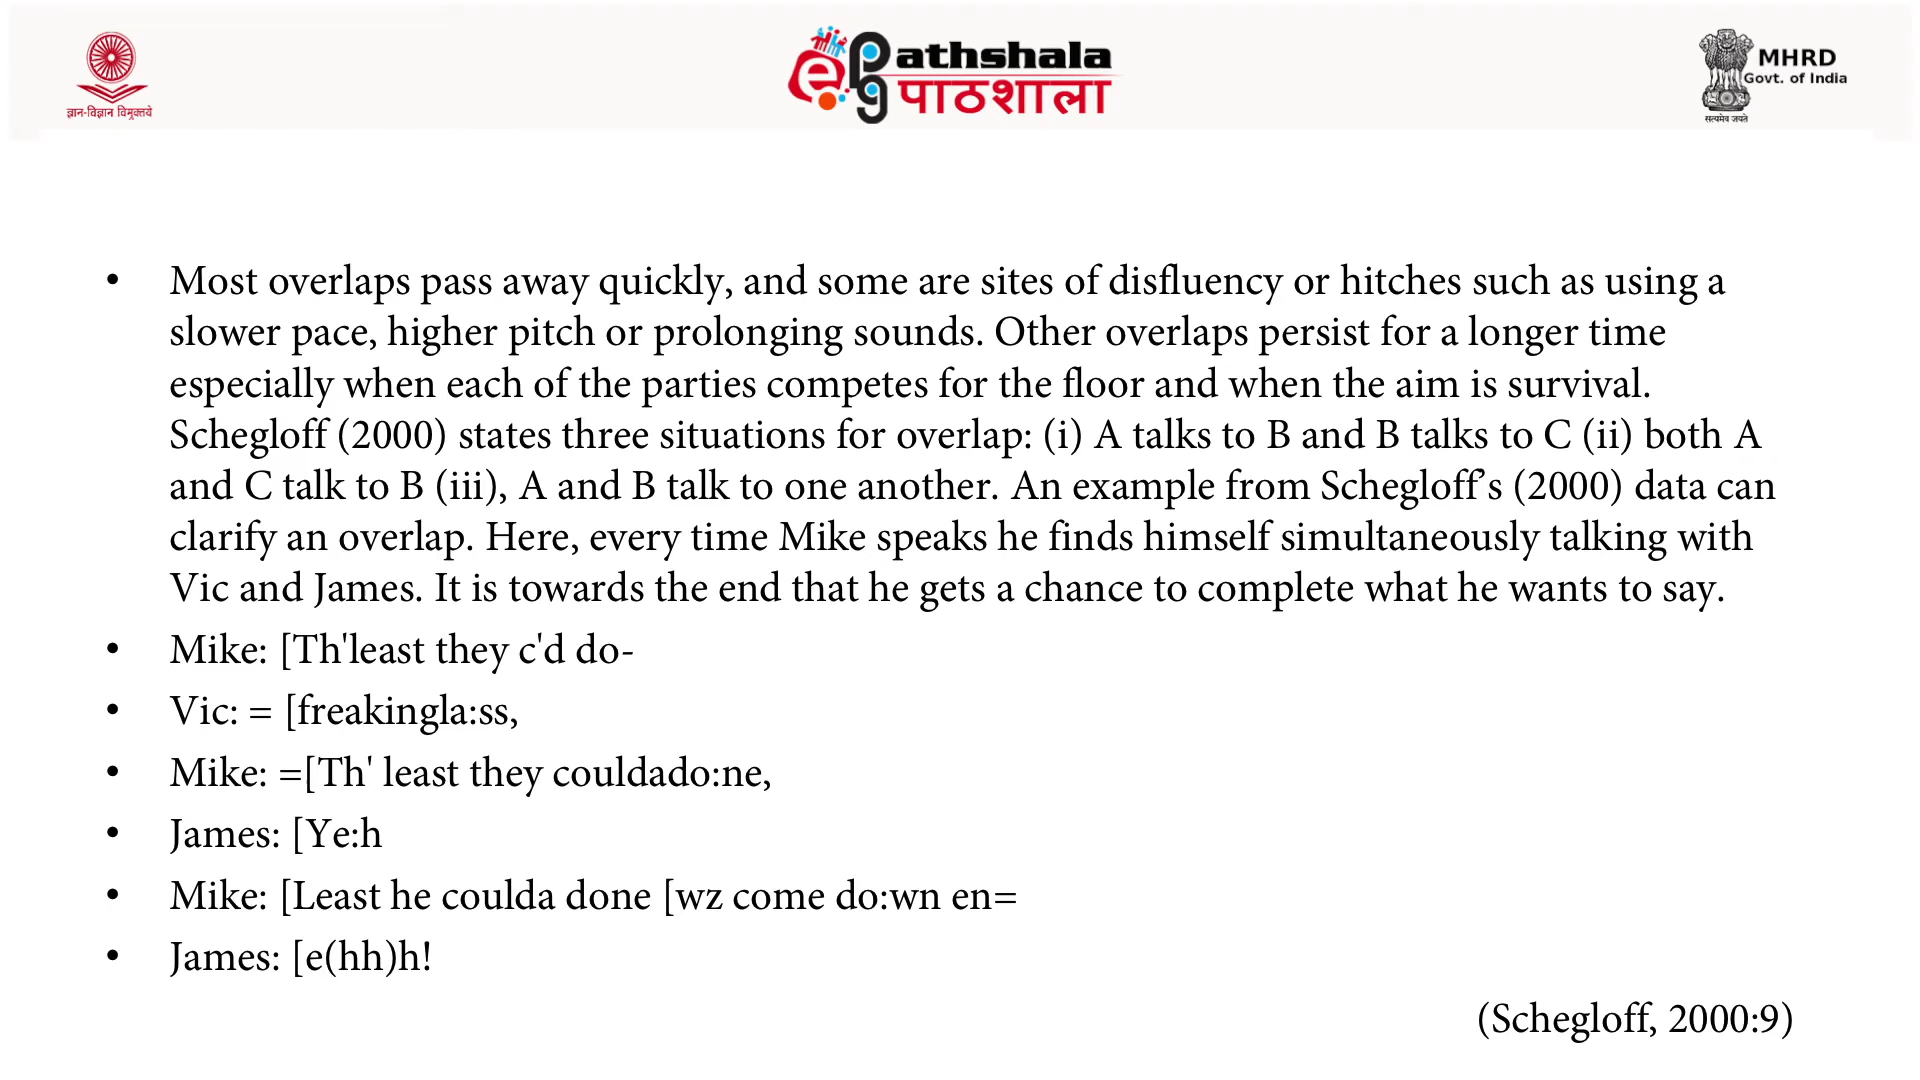 ज्ञान-विज्ञान विमुक्तये
e
pg
athshala
पाठशाला
MHRD
Govt. of India
सत्यमेव जयते
• Most overlaps pass away quickly, and some are sites of disfluency or hitches such as using a
slower pace, higher pitch or prolonging sounds. Other overlaps persist for a longer time
especially when each of the parties competes for the floor and when the aim is survival.
Schegloff (2000) states three situations for overlap: (i) A talks to B and B talks to C (ii) both A
and C talk to B (iii), A and B talk to one another. An example from Schegloff’s (2000) data can
clarify an overlap. Here, every time Mike speaks he finds himself simultaneously talking with
Vic and James. It is towards the end that he gets a chance to complete what he wants to say.
• Mike: [Th'least they c'd do-
• Vic: = [freakingla:ss,
• Mike: =[Th' least they couldado:ne,
• James: [Ye:h
• Mike: [Least he coulda done [wz come do:wn en=
• James: [e(hh)h!
(Schegloff, 2000:9)